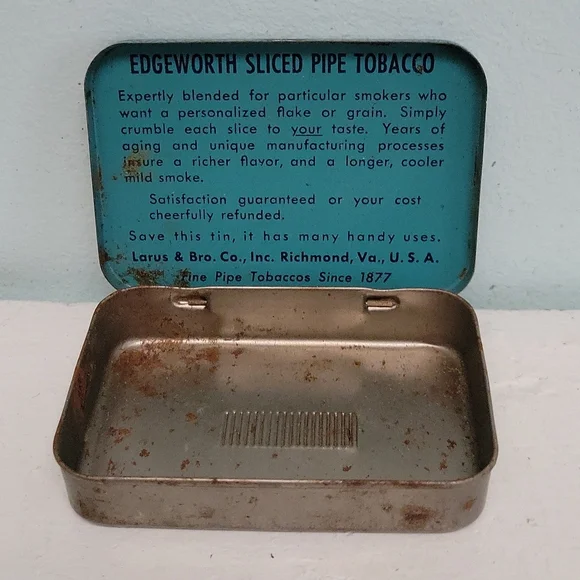 EDGEWORTH SLICED PIPE TOBACCO
Expertly blended for particular smokers who
want a personalized flake or grain. Simply
crumble each slice to your taste. Years of
aging and unique manufacturing processes
insure a richer flavor, and a longer, cooler
mild smoke.
Satisfaction guaranteed or your cost
cheerfully refunded.
Save this tin, it has many handy uses.
Larus & Bro. Co., Inc. Richmond, Va., U. S. A.
Fine Pipe Tobaccos Since 1877